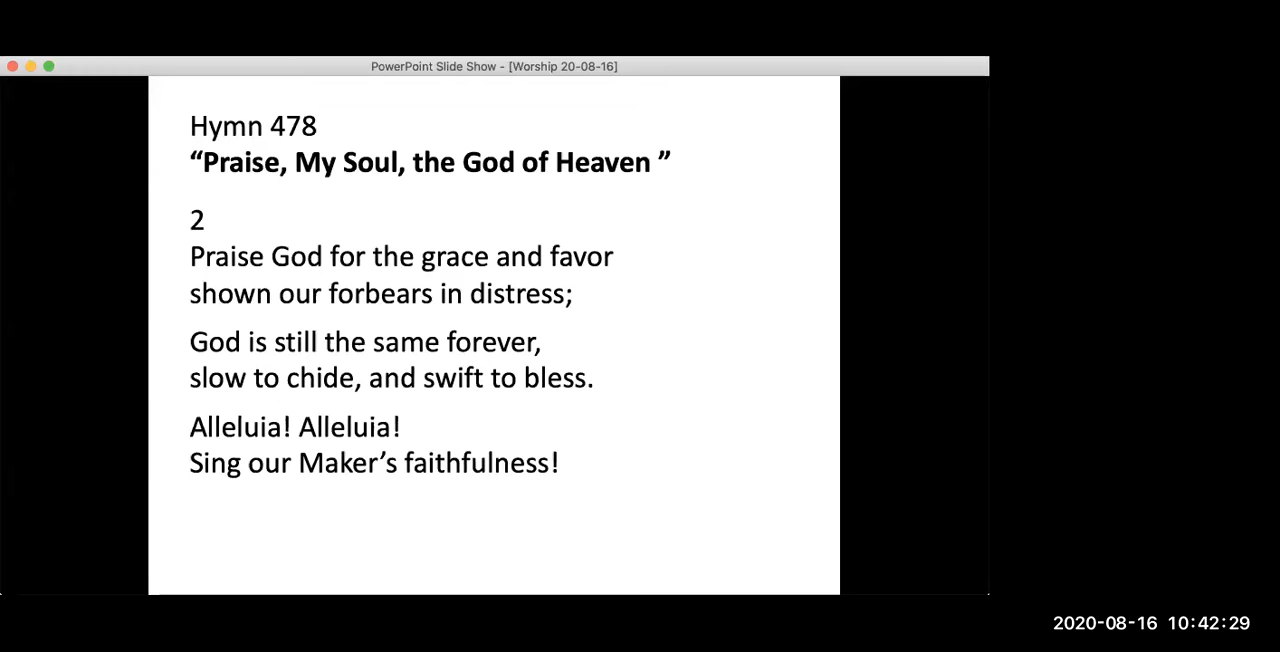 PowerPoint Slide Show - [Worship 20-08-16]
Hymn 478
“Praise, My Soul, the God of Heaven ”
2
Praise God for the grace and favor
shown our forbears in distress;
God is still the same forever,
slow to chide, and swift to bless.
Alleluia! Alleluia!
Sing our Maker’s faithfulness!
2020-08-16 10:42:29